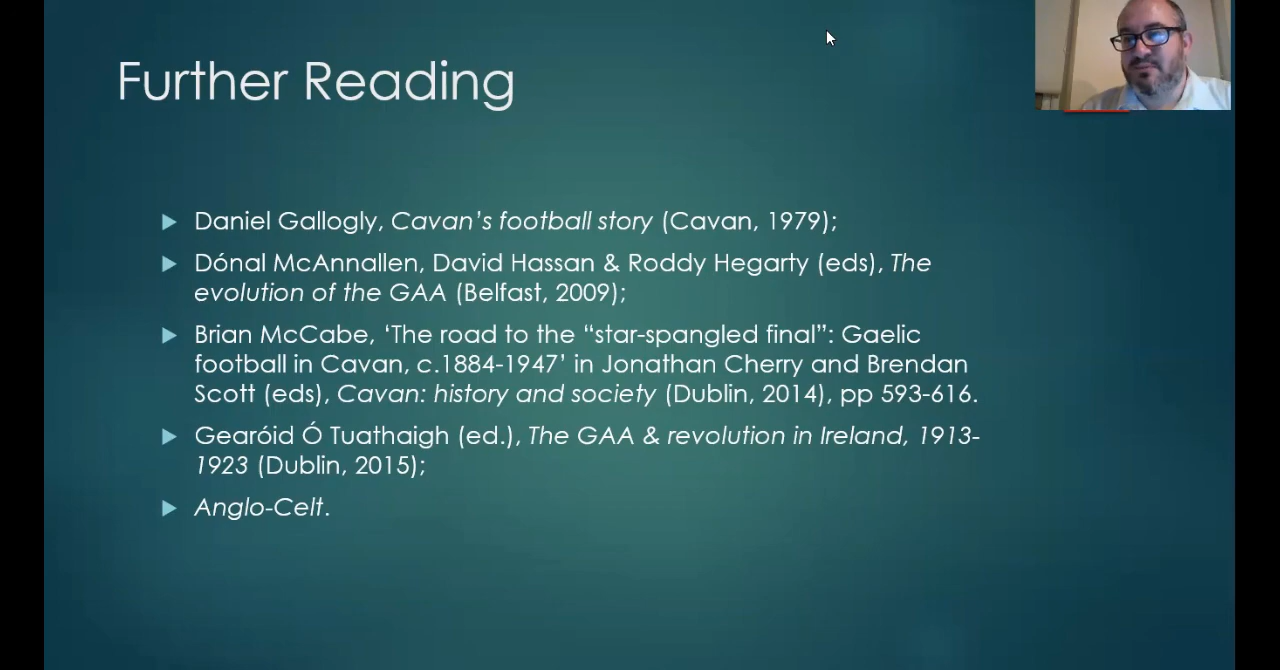 Further Reading
Daniel Gallogly, Cavan's football story (Cavan, 1979);
Dónal McAnnallen, David Hassan & Roddy Hegarty (eds), The
evolution of the GAA (Belfast, 2009);
Brian McCabe, ‘The road to the “star-spangled final”: Gaelic
football in Cavan, c.1884-1947’ in Jonathan Cherry and Brendan
Scott (eds), Cavan: history and society (Dublin, 2014), pp 593-616.
Gearóid Ó Tuathaigh (ed.), The GAA & revolution in Ireland, 1913-
1923 (Dublin, 2015);
Anglo-Celt.